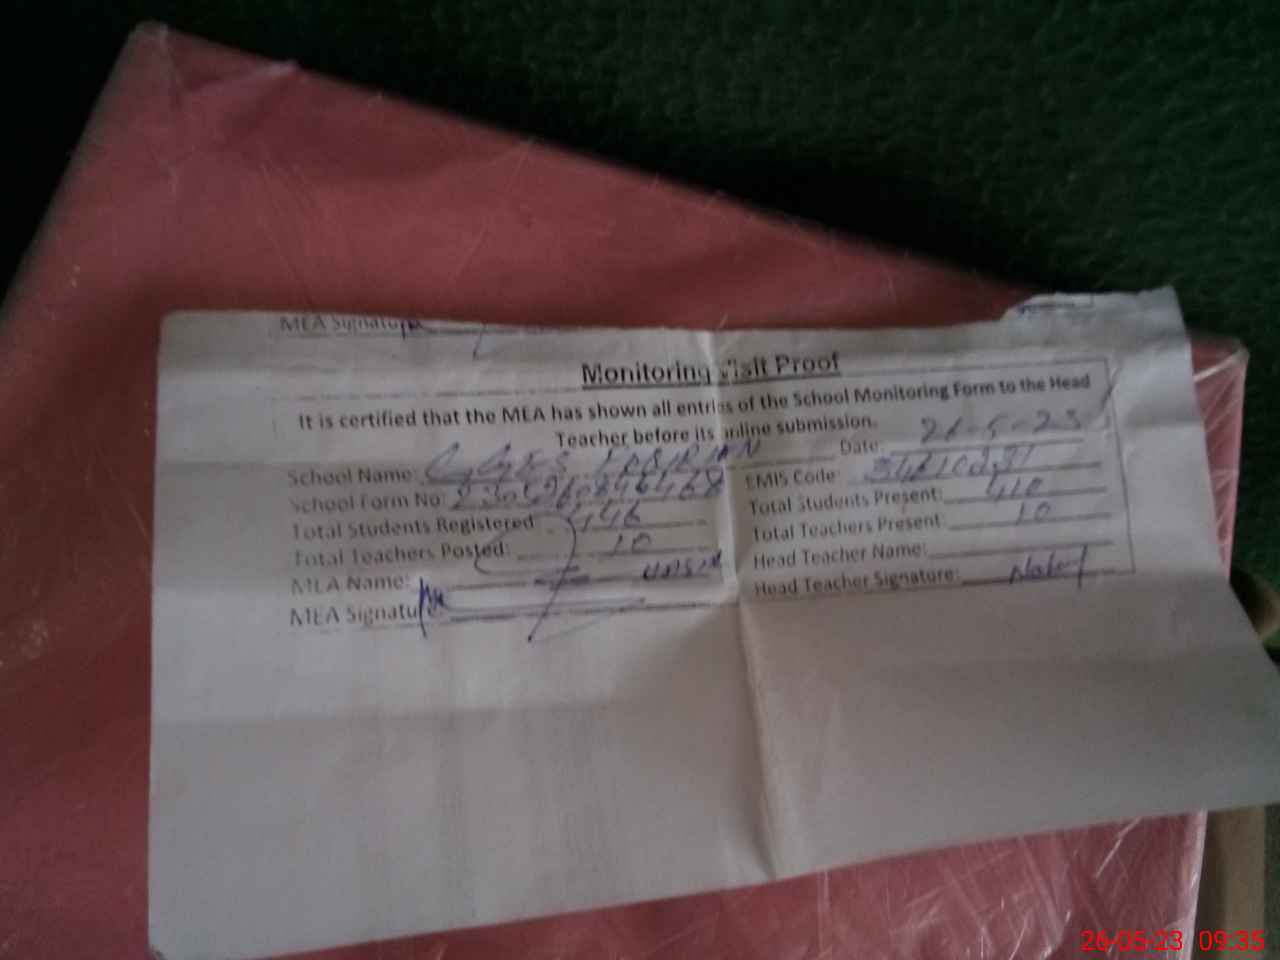 MEA Signature
Monitoring Visit Proof
It is certified that the MEA has shown all entries of the School Monitoring Form to the Head
Teacher before its online submission.
Date: 26-5-23
School Name: GGES
EMIS Code:
School Form No:
Total Students Present: 410
Total Students Registered 446
Total Teachers Present: 10
Total Teachers Posted: 10
Head Teacher Name:
MEA Name:
Head Teacher Signature:
MEA Signature
26-05-23 09:35